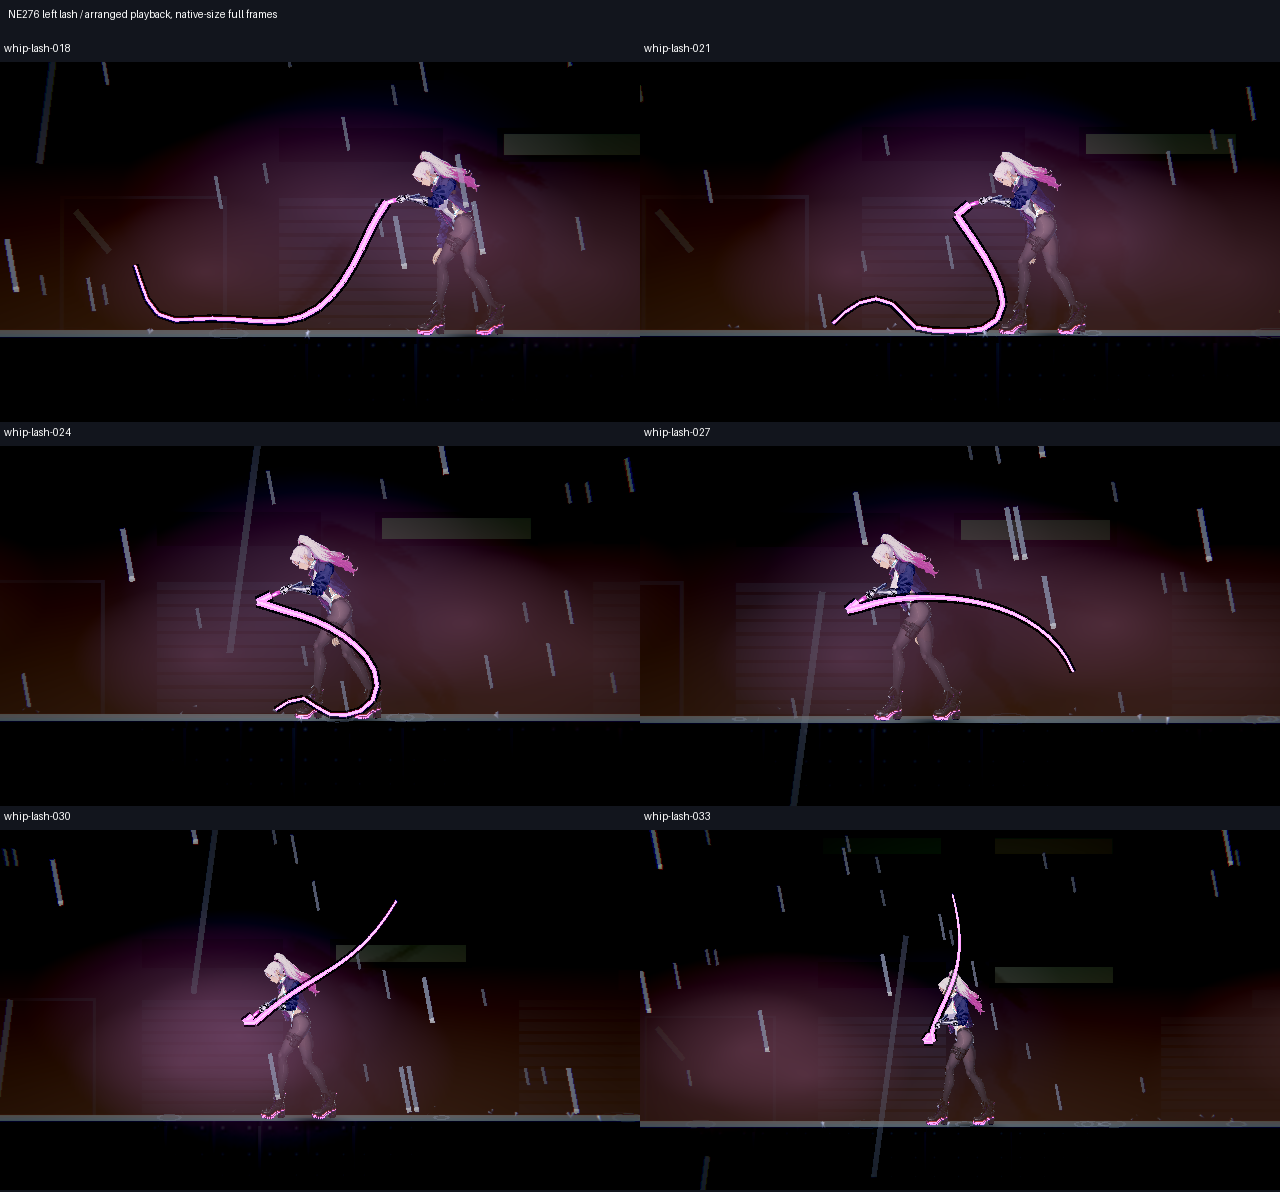 NE276 left lash / arranged playback, native-size full frames
whip-lash-018
whip-lash-021
whip-lash-024
whip-lash-027
whip-lash-030
whip-lash-033